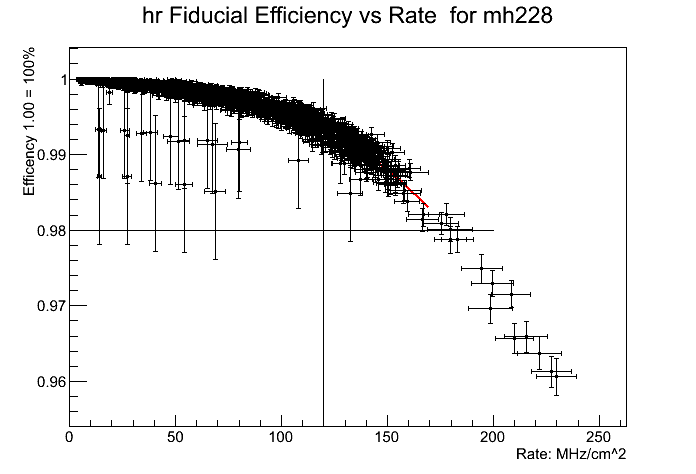 hr Fiducial Efficiency vs Rate for mh228
Efficency 1.00 = 100%
1
0.99
0.98
0.97
0.96
0 50 100 150 200 250
Rate: MHz/cm^2